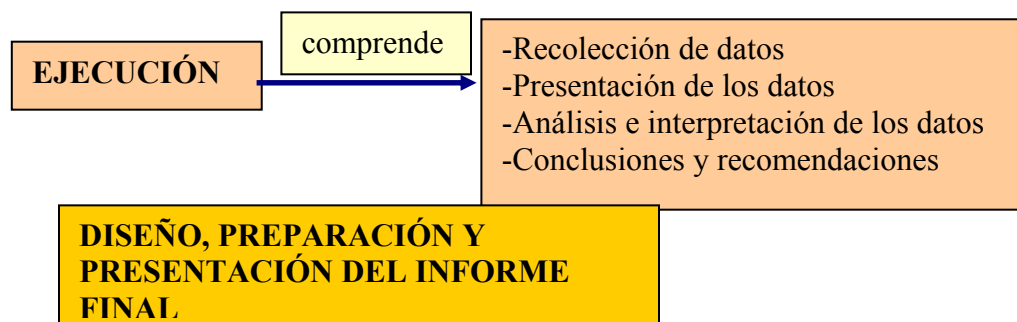 EJECUCIÓN
comprende
-Recolección de datos
-Presentación de los datos
-Análisis e interpretación de los datos
-Conclusiones y recomendaciones
DISEÑO, PREPARACIÓN Y
PRESENTACIÓN DEL INFORME
FINAL